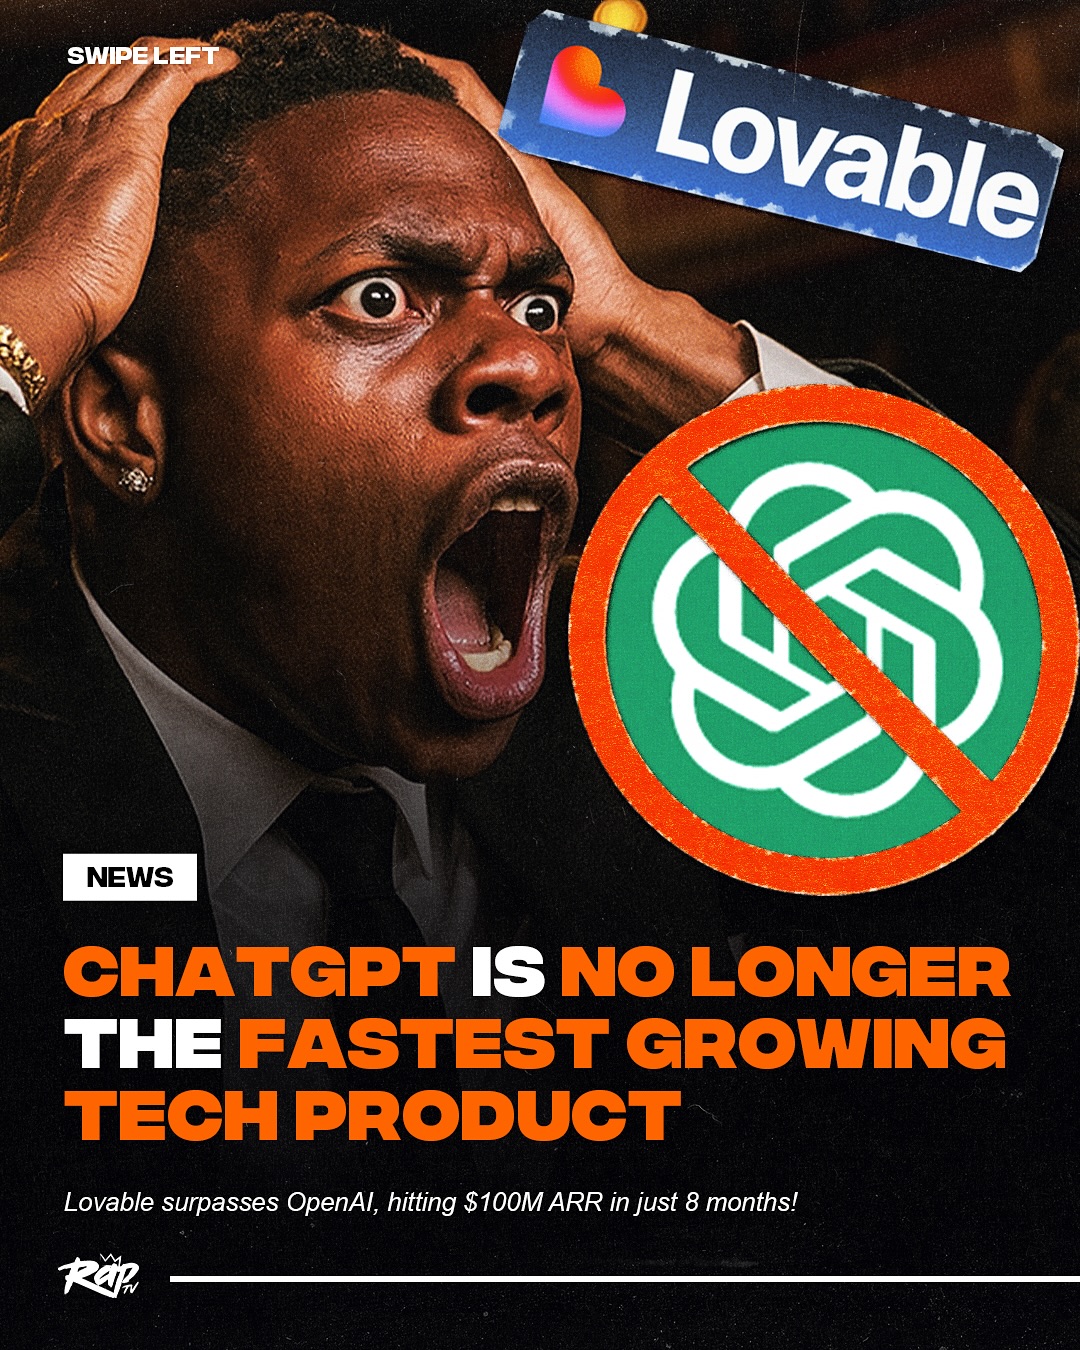 SWIPE LEFT
Lovable
NEWS
CHATGPT IS NO LONGER
THE FASTEST GROWING
TECH PRODUCT
Lovable surpasses OpenAI, hitting $100M ARR in just 8 months!
Rap
TV